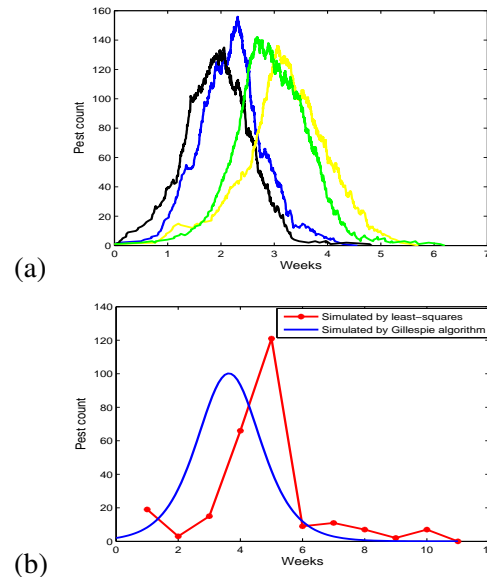 160
140
120
100
80
60
40
20
0
Pest count
0 1 2 3 4 5 6 7
Weeks
(a)
140
120
100
80
60
40
20
0
Pest count
Simulated by least-squares
Simulated by Gillespie algorithm
0 2 4 6 8 10 12
Weeks
(b)